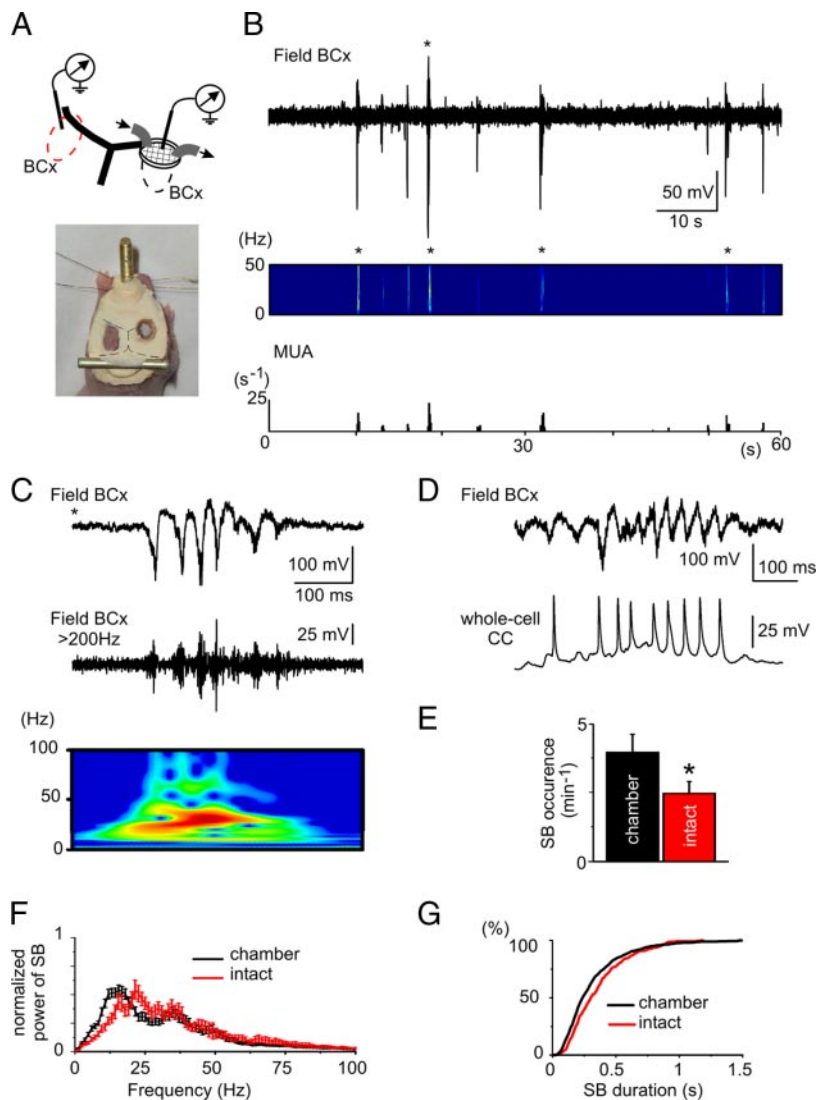 A
BCx
BCx
B
Field BCx
*
50 mV
10 s
(Hz)
* * * *
50
0
MUA
(s-1)
25
0 30 (s) 60
C
Field BCx
*
100 mV
100 ms
Field BCx
>200Hz
25 mV
(Hz)
100
50
0
D
Field BCx
100 mV
100 ms
whole-cell
CC
25 mV
E
SB occurence
(min-1)
5
0
chamber
*
intact
F
normalized
power of SB
1
0
chamber
intact
0 25 50 75 100
Frequency (Hz)
G
(%)
100
50
0
chamber
intact
0 0.5 1 1.5
SB duration (s)